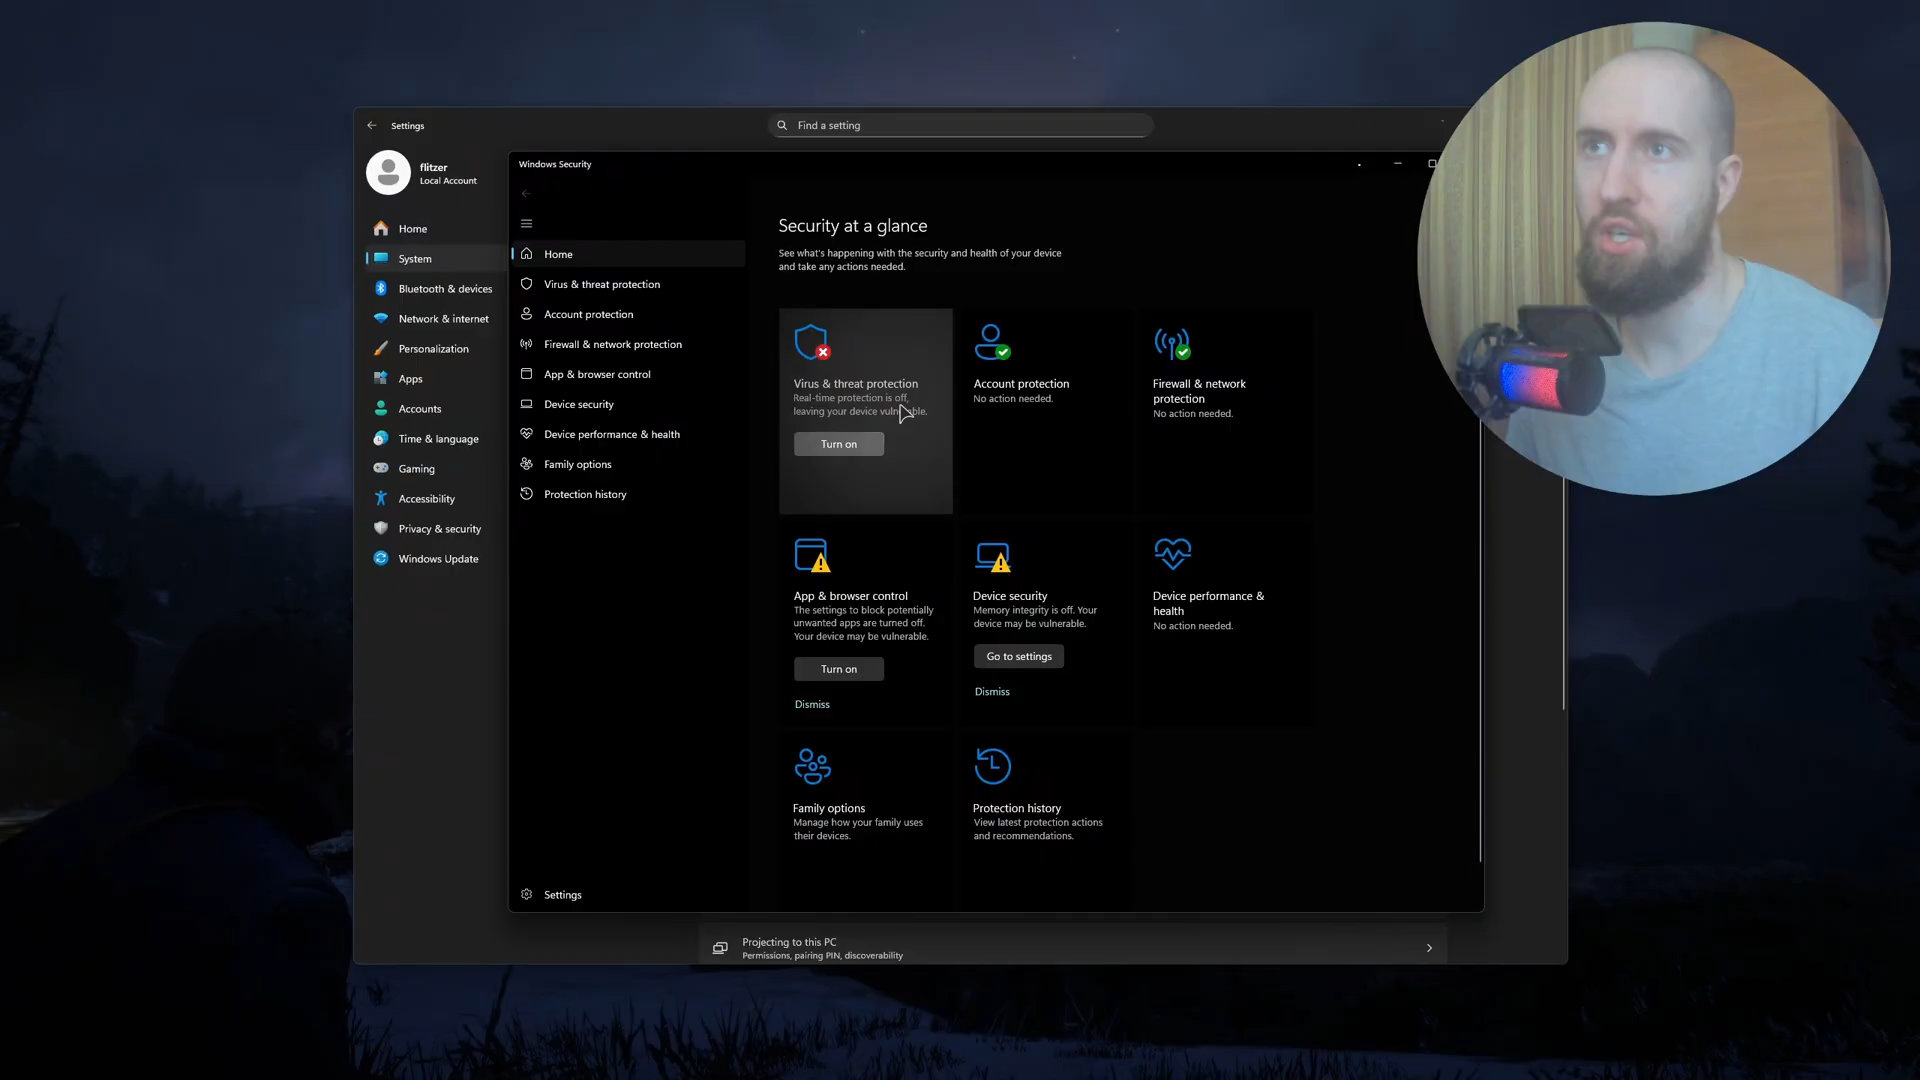 Settings
Find a setting
flitzer
Local Account
Home
System
Bluetooth & devices
Network & internet
Personalization
Apps
Accounts
Time & language
Gaming
Accessibility
Privacy & security
Windows Update
Windows Security
Home
Virus & threat protection
Account protection
Firewall & network protection
App & browser control
Device security
Device performance & health
Family options
Protection history
Settings
Security at a glance
See what's happening with the security and health of your device
and take any actions needed.
Virus & threat protection
Real-time protection is off,
leaving your device vulnerable.
Turn on
Account protection
No action needed.
Firewall & network
protection
No action needed.
App & browser control
The settings to block potentially
unwanted apps are turned off.
Your device may be vulnerable.
Turn on
Dismiss
Device security
Memory integrity is off. Your
device may be vulnerable.
Go to settings
Dismiss
Device performance &
health
No action needed.
Family options
Manage how your family uses
their devices.
Protection history
View latest protection actions
and recommendations.
Projecting to this PC
Permissions, pairing PIN, discoverability